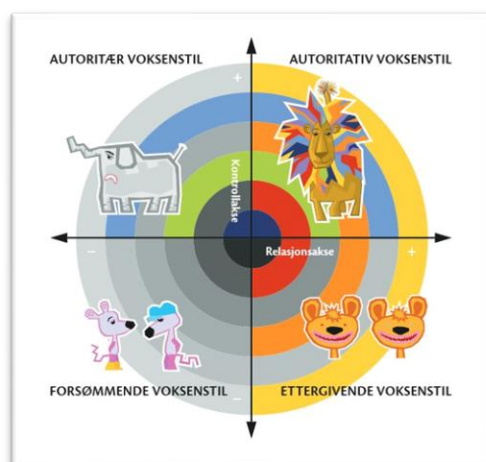 AUTORITÆR VOKSENSTIL
AUTORITATIV VOKSENSTIL
+
Kontrollakse
Relasjonsakse
−
+
FORSØMMENDE VOKSENSTIL
−
ETTERGIVENDE VOKSENSTIL